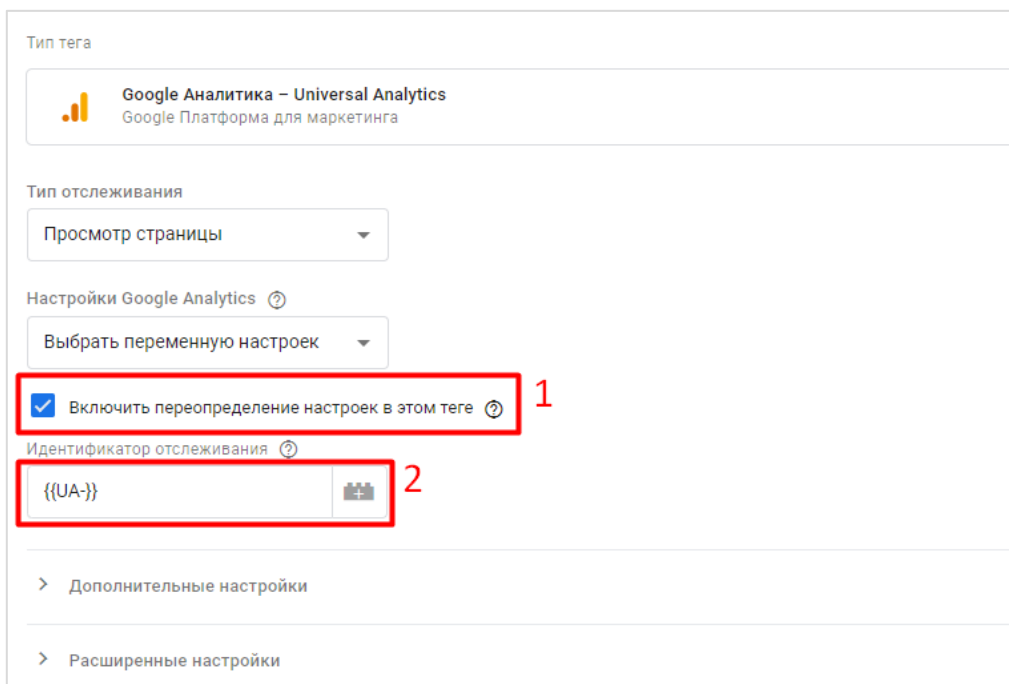 Тип тега
Google Аналитика – Universal Analytics
Google Платформа для маркетинга
Тип отслеживания
Просмотр страницы
Настройки Google Analytics
Выбрать переменную настроек
Включить переопределение настроек в этом теге
1
Идентификатор отслеживания
{{UA-}}
2
Дополнительные настройки
Расширенные настройки